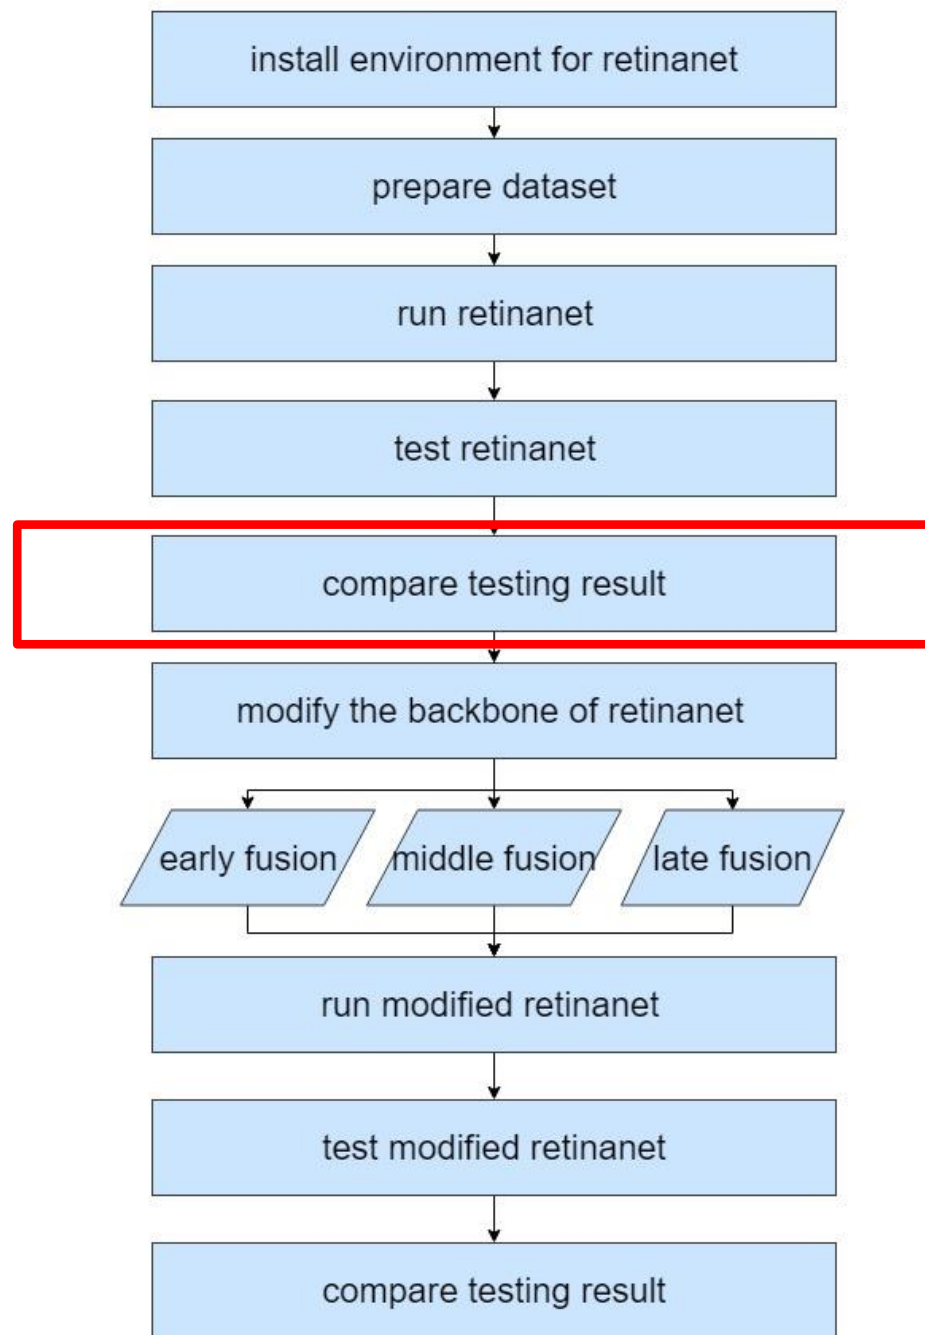 install environment for retinanet
prepare dataset
run retinanet
test retinanet
compare testing result
modify the backbone of retinanet
early fusion
middle fusion
late fusion
run modified retinanet
test modified retinanet
compare testing result